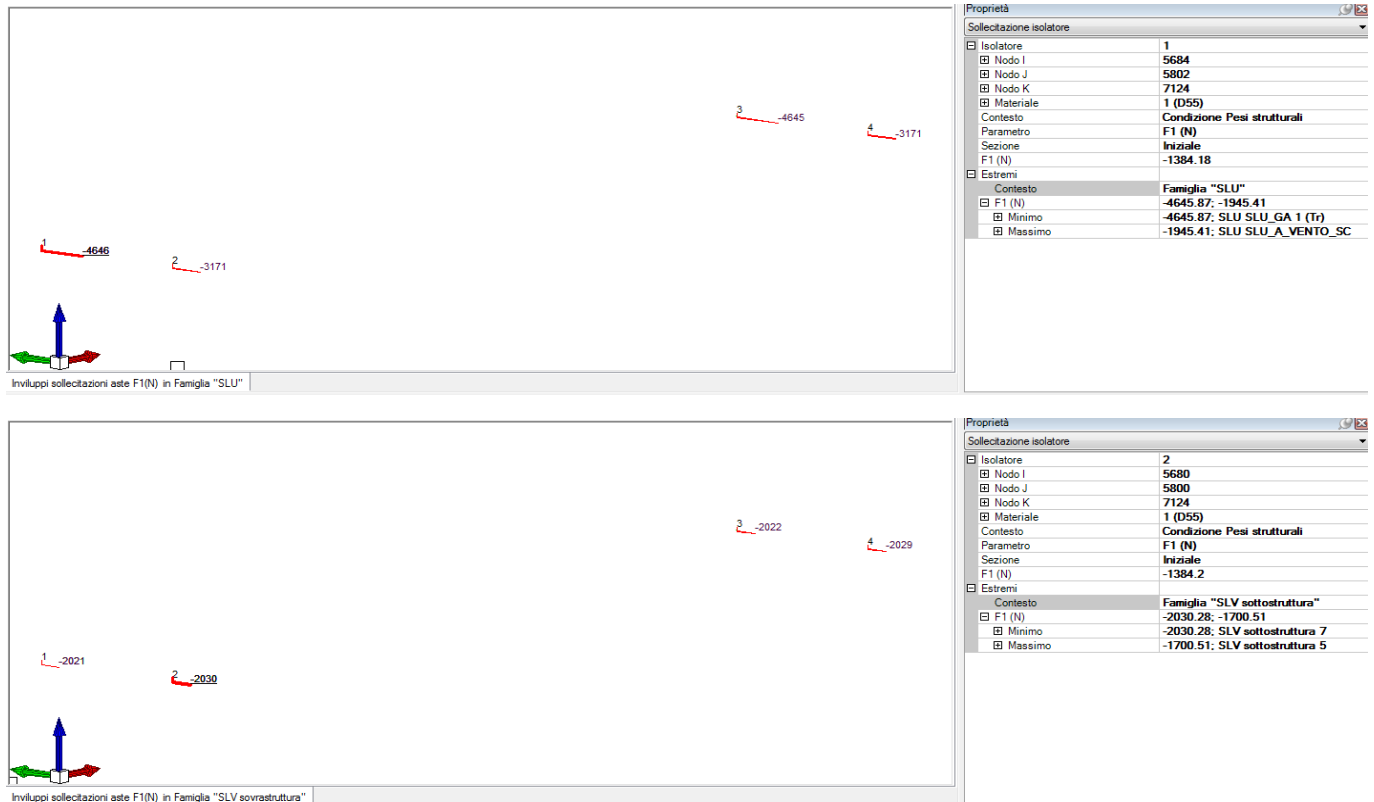 Proprietà
Sollecitazione isolatore
Isolatore 1
Nodo I 5684
Nodo J 5802
Nodo K 7124
Materiale 1 (D55)
Contesto Condizione Pesi strutturali
Parametro F1 (N)
Sezione Iniziale
F1 (N) -1384.18
Estremi
Contesto Famiglia "SLU"
F1 (N) -4645.87; -1945.41
Minimo -4645.87; SLU SLU_GA 1 (Tr)
Massimo -1945.41; SLU SLU_A_VENTO_SC
3 -4645
4 -3171
1 -4646
2 -3171
Inviluppi sollecitazioni aste F1(N) in Famiglia "SLU"
Proprietà
Sollecitazione isolatore
Isolatore 2
Nodo I 5680
Nodo J 5800
Nodo K 7124
Materiale 1 (D55)
Contesto Condizione Pesi strutturali
Parametro F1 (N)
Sezione Iniziale
F1 (N) -1384.2
Estremi
Contesto Famiglia "SLV sottostruttura"
F1 (N) -2030.28; -1700.51
Minimo -2030.28; SLV sottostruttura 7
Massimo -1700.51; SLV sottostruttura 5
3 -2022
4 -2029
1 -2021
2 -2030
Inviluppi sollecitazioni aste F1(N) in Famiglia "SLV sovrastruttura"